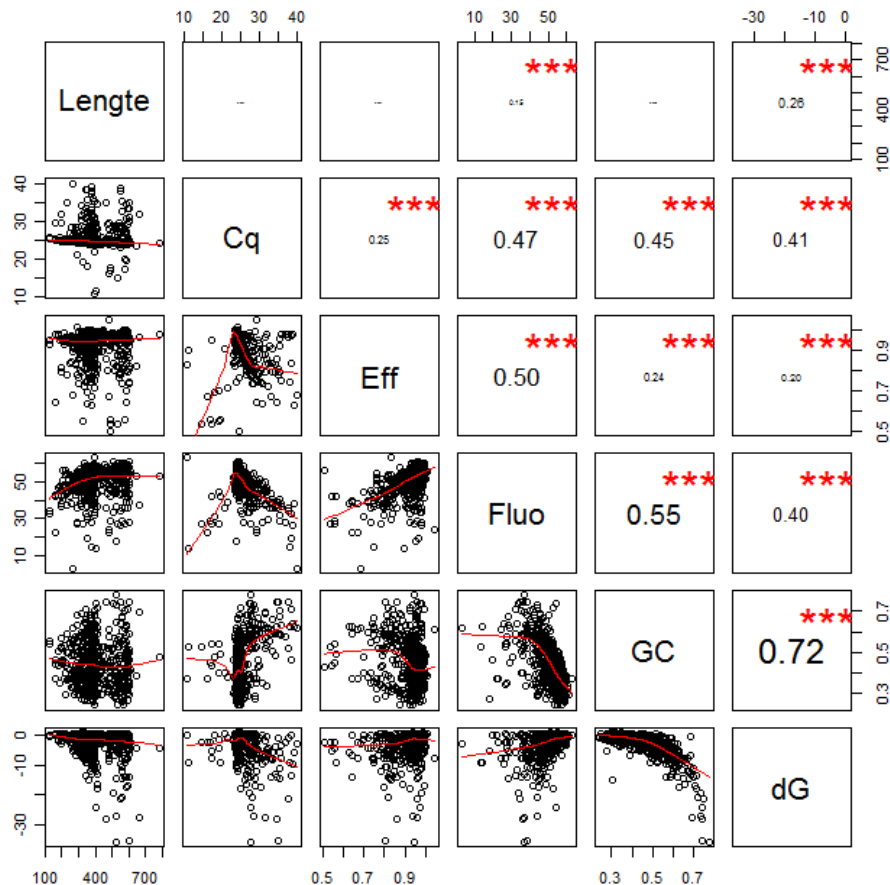 10 20 30 40 10 30 50 -30 -10 0
*** ***
Lengte 0.26
100 400 700
10 20 30 40
*** *** *** ***
Cq 0.25 0.47 0.45 0.41
*** *** ***
Eff 0.50 0.24 0.20
0.5 0.7 0.9
10 30 50
*** ***
Fluo 0.55 0.40
***
GC 0.72
0.3 0.5 0.7
-30 -10 0
dG
100 400 700 0.5 0.7 0.9 0.3 0.5 0.7